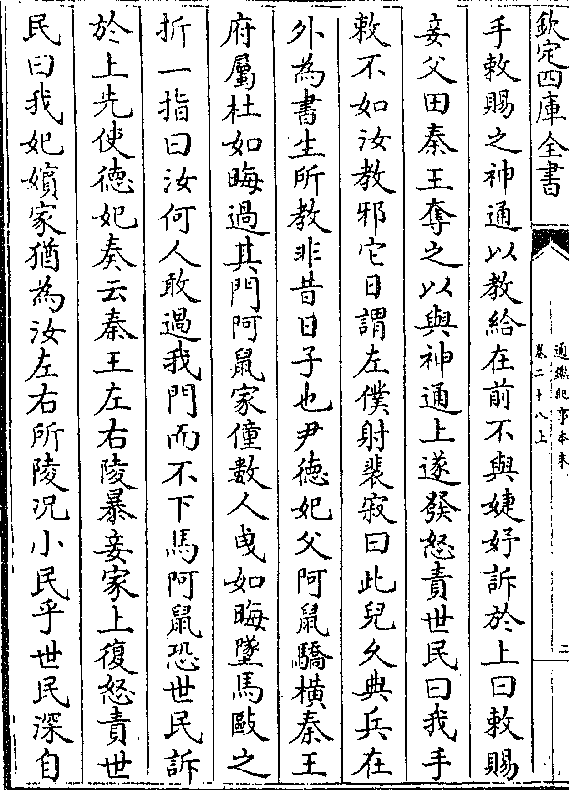 欽定四庫全書
通鑑紀事本末
卷二十八上
二
手敕賜之神通以教給在前不與婕妤訴於上曰敕賜
妾父田秦王奪之以與神通上遂發怒責世民曰我手
敕不如汝教邪它日謂左僕射裴寂曰此兒久典兵在
外為書生所教非昔日子也尹德妃父阿鼠驕橫秦王
府屬杜如晦過其門阿鼠家僮數人曵如晦墜馬毆之
折一指曰汝何人敢過我門而不下馬阿鼠恐世民訴
於上先使德妃奏云秦王左右陵暴妾家上復怒責世
民曰我妃嬪家猶為汝左右所陵况小民乎世民深自